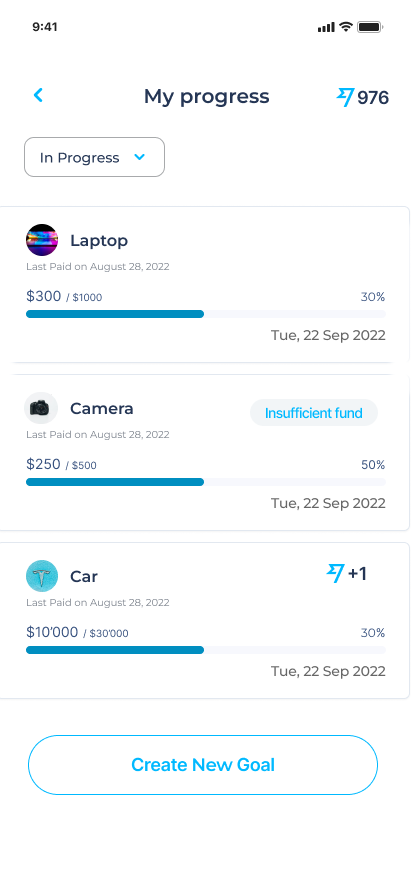 9:41
My progress
976
In Progress
Laptop
Last Paid on August 28, 2022
$300 / $1000
30%
Tue, 22 Sep 2022
Camera
Insufficient fund
Last Paid on August 28, 2022
$250 / $500
50%
Tue, 22 Sep 2022
Car
+1
Last Paid on August 28, 2022
$10'000 / $30'000
30%
Tue, 22 Sep 2022
Create New Goal